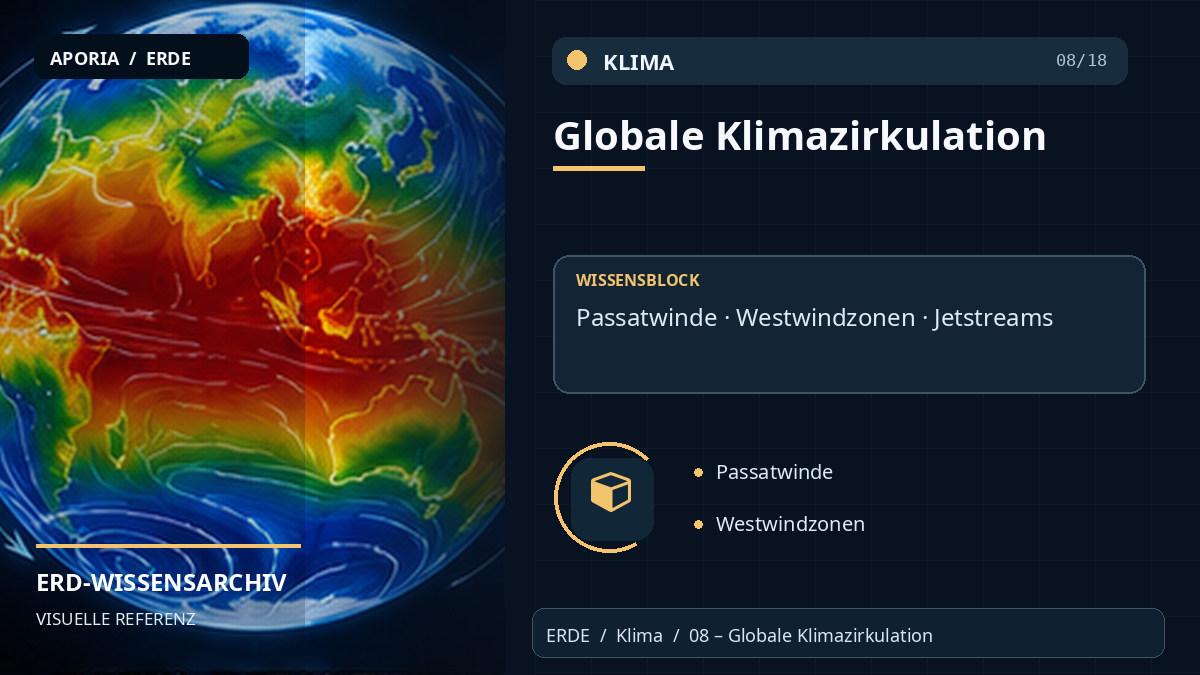 APORIA / ERDE
ERD-WISSENSARCHIV
VISUELLE REFERENZ
KLIMA
08/18
Globale Klimazirkulation
WISSENSBLOCK
Passatwinde · Westwindzonen · Jetstreams
Passatwinde
Westwindzonen
ERDE / Klima / 08 – Globale Klimazirkulation